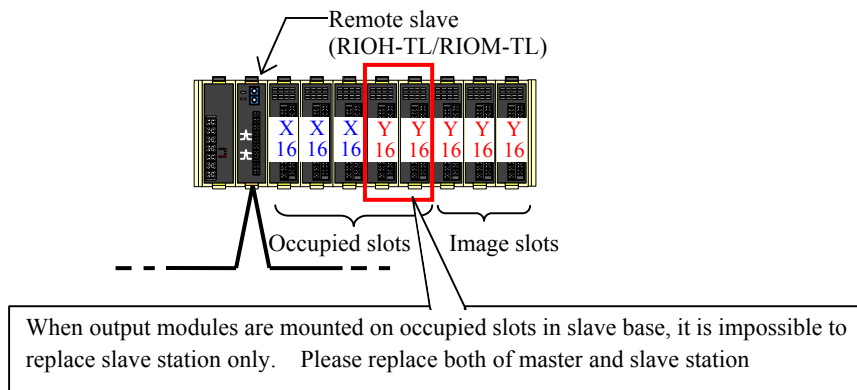 Remote slave
(RIOH-TL/RIOM-TL)
X X X Y Y Y Y Y
16 16 16 16 16 16 16 16
Occupied slots Image slots
When output modules are mounted on occupied slots in slave base, it is impossible to
replace slave station only. Please replace both of master and slave station